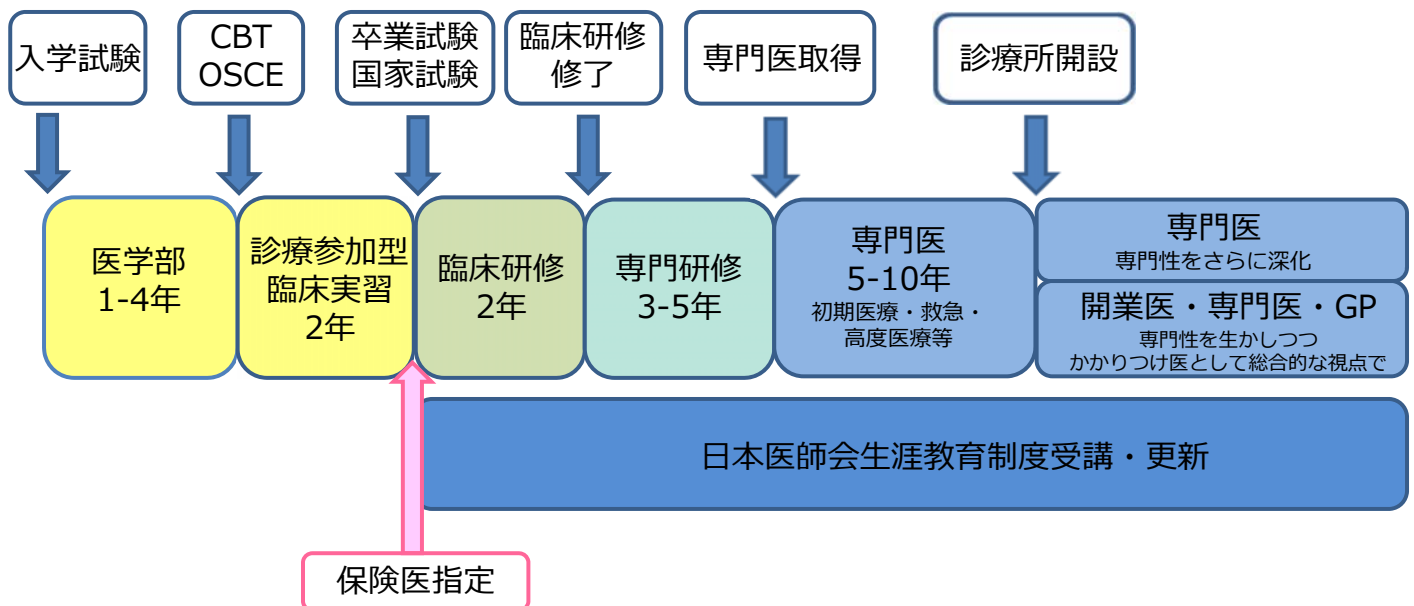 入学試験
CBT
OSCE
卒業試験
国家試験
臨床研修
修了
専門医取得
診療所開設
医学部
1-4年
診療参加型
臨床実習
2年
臨床研修
2年
専門研修
3-5年
専門医
5-10年
初期医療・救急・
高度医療等
専門医
専門性をさらに深化
開業医・専門医・GP
専門性を生かしつつ
かかりつけ医として総合的な視点で
日本医師会生涯教育制度受講・更新
保険医指定